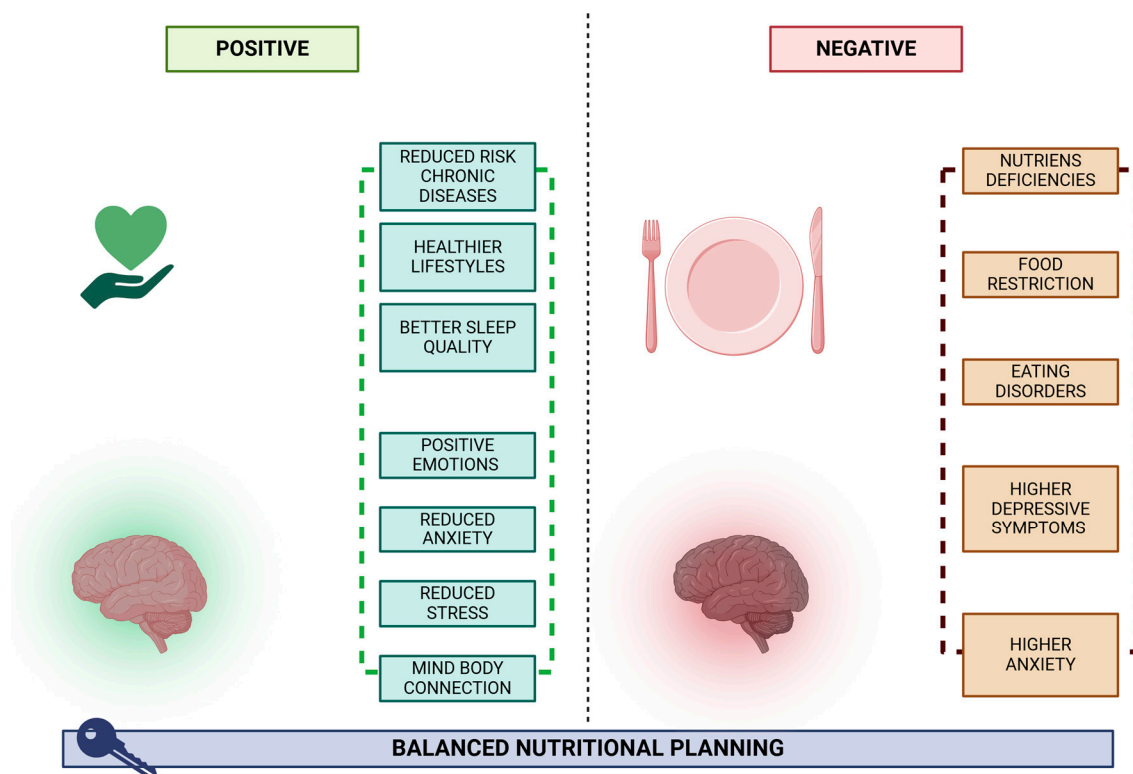 POSITIVE
REDUCED RISK
CHRONIC
DISEASES
HEALTHIER
LIFESTYLES
BETTER SLEEP
QUALITY
POSITIVE
EMOTIONS
REDUCED
ANXIETY
REDUCED
STRESS
MIND BODY
CONNECTION
NEGATIVE
NUTRIENS
DEFICIENCIES
FOOD
RESTRICTION
EATING
DISORDERS
HIGHER
DEPRESSIVE
SYMPTOMS
HIGHER
ANXIETY
BALANCED NUTRITIONAL PLANNING